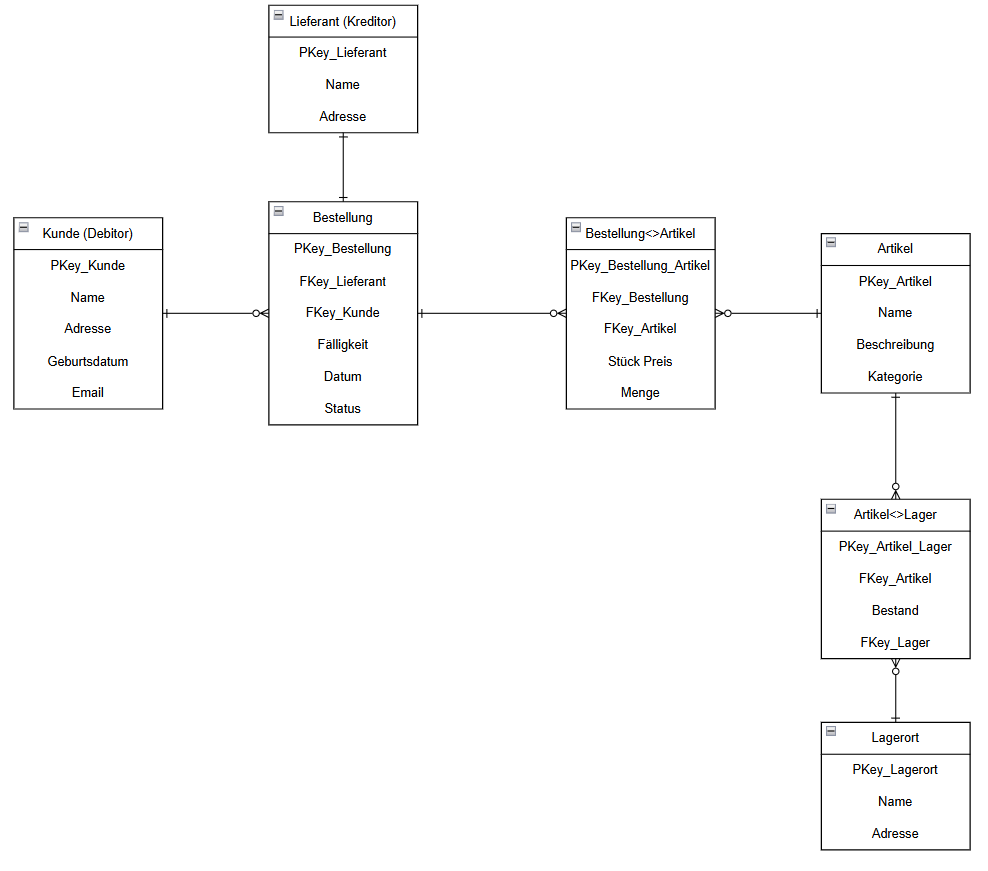 Lieferant (Kreditor)
PKey_Lieferant
Name
Adresse
Kunde (Debitor)
PKey_Kunde
Name
Adresse
Geburtsdatum
Email
Bestellung
PKey_Bestellung
FKey_Lieferant
FKey_Kunde
Fälligkeit
Datum
Status
Bestellung<>Artikel
PKey_Bestellung_Artikel
FKey_Bestellung
FKey_Artikel
Stück Preis
Menge
Artikel
PKey_Artikel
Name
Beschreibung
Kategorie
Artikel<>Lager
PKey_Artikel_Lager
FKey_Artikel
Bestand
FKey_Lager
Lagerort
PKey_Lagerort
Name
Adresse